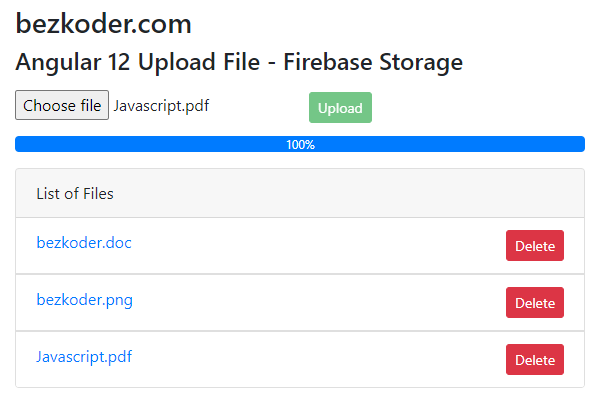 bezkoder.com
Angular 12 Upload File - Firebase Storage
Choose file Javascript.pdf Upload
100%
List of Files
bezkoder.doc Delete
bezkoder.png Delete
Javascript.pdf Delete